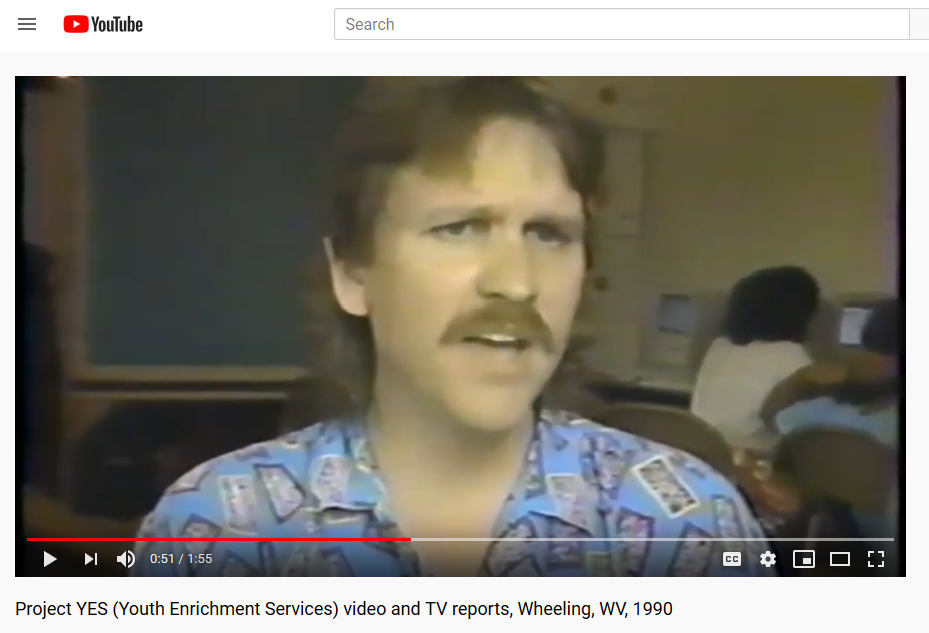 YouTube
Search
0:51 / 1:55
CC
Project YES (Youth Enrichment Services) video and TV reports, Wheeling, WV, 1990